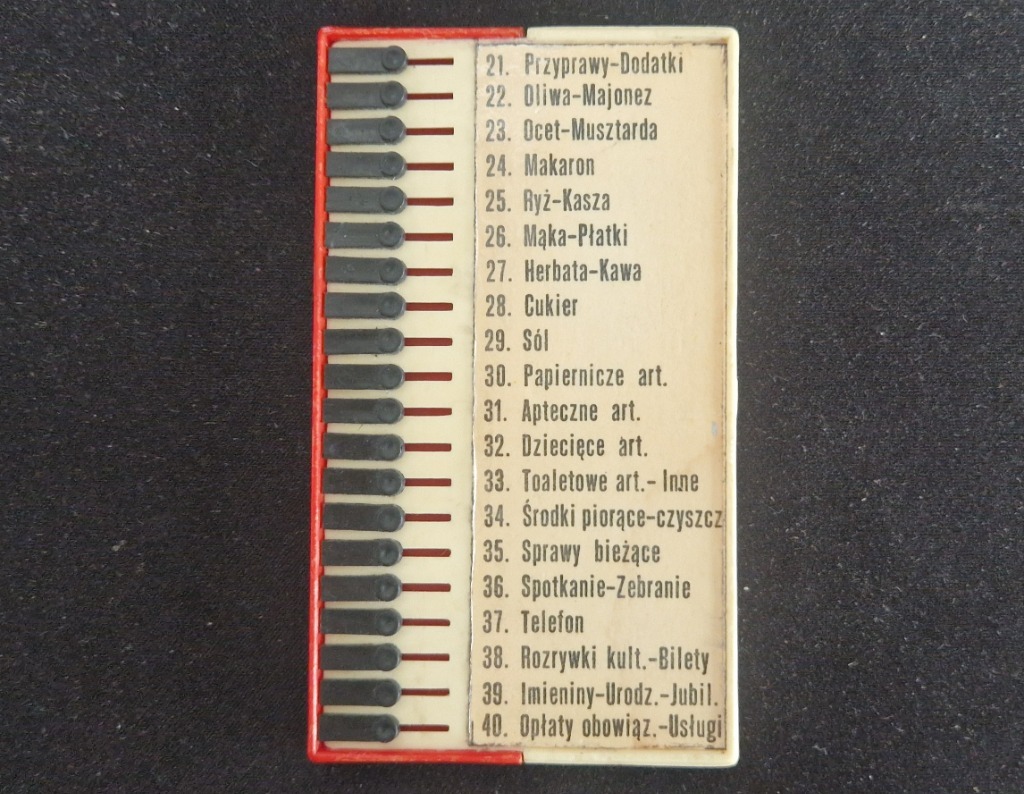 21. Przyprawy-Dodatki
22. Oliwa-Majonez
23. Ocet-Musztarda
24. Makaron
25. Ryż-Kasza
26. Mąka-Płatki
27. Herbata-Kawa
28. Cukier
29. Sól
30. Papiernicze art.
31. Apteczne art.
32. Dziecięce art.
33. Toaletowe art.- Inne
34. Środki piorące-czyszcz
35. Sprawy bieżące
36. Spotkanie-Zebranie
37. Telefon
38. Rozrywki kult.-Bilety
39. Imieniny-Urodz.-Jubil.
40. Opłaty obowiąz.-Usługi